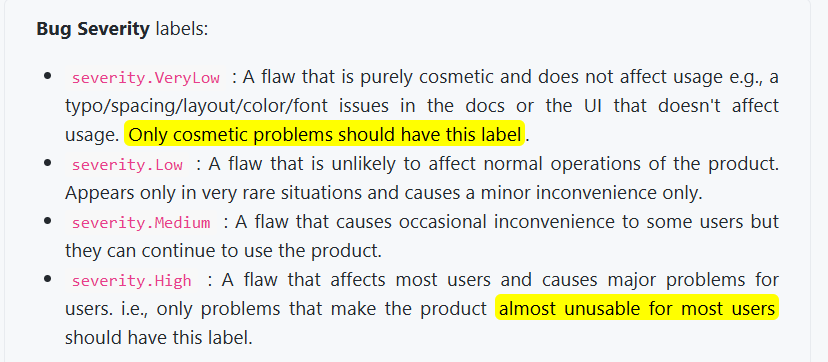 Bug Severity labels:
• severity.VeryLow : A flaw that is purely cosmetic and does not affect usage e.g., a
typo/spacing/layout/color/font issues in the docs or the UI that doesn't affect
usage. Only cosmetic problems should have this label.
• severity.Low : A flaw that is unlikely to affect normal operations of the product.
Appears only in very rare situations and causes a minor inconvenience only.
• severity.Medium : A flaw that causes occasional inconvenience to some users but
they can continue to use the product.
• severity.High : A flaw that affects most users and causes major problems for
users. i.e., only problems that make the product almost unusable for most users
should have this label.